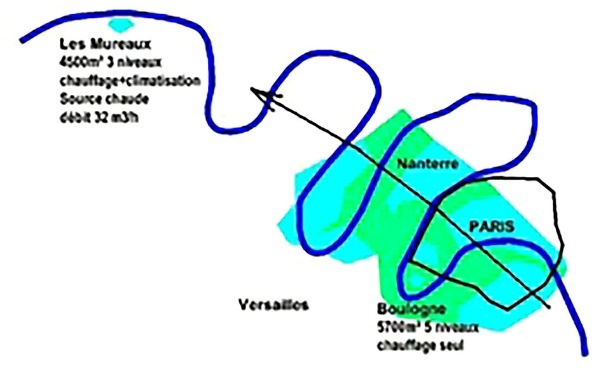 Les Mureaux
4500m² 3 niveaux
chauffage+climatisation
Source chaude
débit 32 m3/h
Nanterre
PARIS
Versailles
Boulogne
5700m² 5 niveaux
chauffage seul